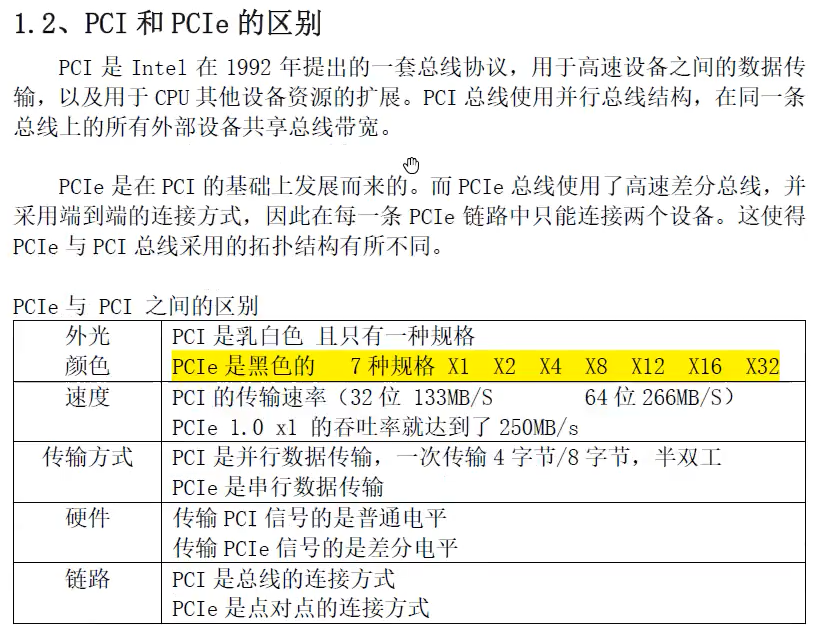 1.2、PCI 和 PCIe 的区别
PCI 是 Intel 在 1992 年提出的一套总线协议，用于高速设备之间的数据传
输，以及用于 CPU 其他设备资源的扩展。PCI 总线使用并行总线结构，在同一条
总线上的所有外部设备共享总线带宽。
PCIe 是在 PCI 的基础上发展而来的。而 PCIe 总线使用了高速差分总线，并
采用端到端的连接方式，因此在每一条 PCIe 链路中只能连接两个设备。这使得
PCIe 与 PCI 总线采用的拓扑结构有所不同。
PCIe 与 PCI 之间的区别
外光 PCI 是乳白色 且只有一种规格
颜色 PCIe 是黑色的 7 种规格 X1 X2 X4 X8 X12 X16 X32
速度 PCI 的传输速率（32 位 133MB/S 64 位 266MB/S）
PCIe 1.0 x1 的吞吐率就达到了 250MB/s
传输方式 PCI 是并行数据传输，一次传输 4 字节/8 字节，半双工
PCIe 是串行数据传输
硬件 传输 PCI 信号的是普通电平
传输 PCIe 信号的是差分电平
链路 PCI 是总线的连接方式
PCIe 是点对点的连接方式